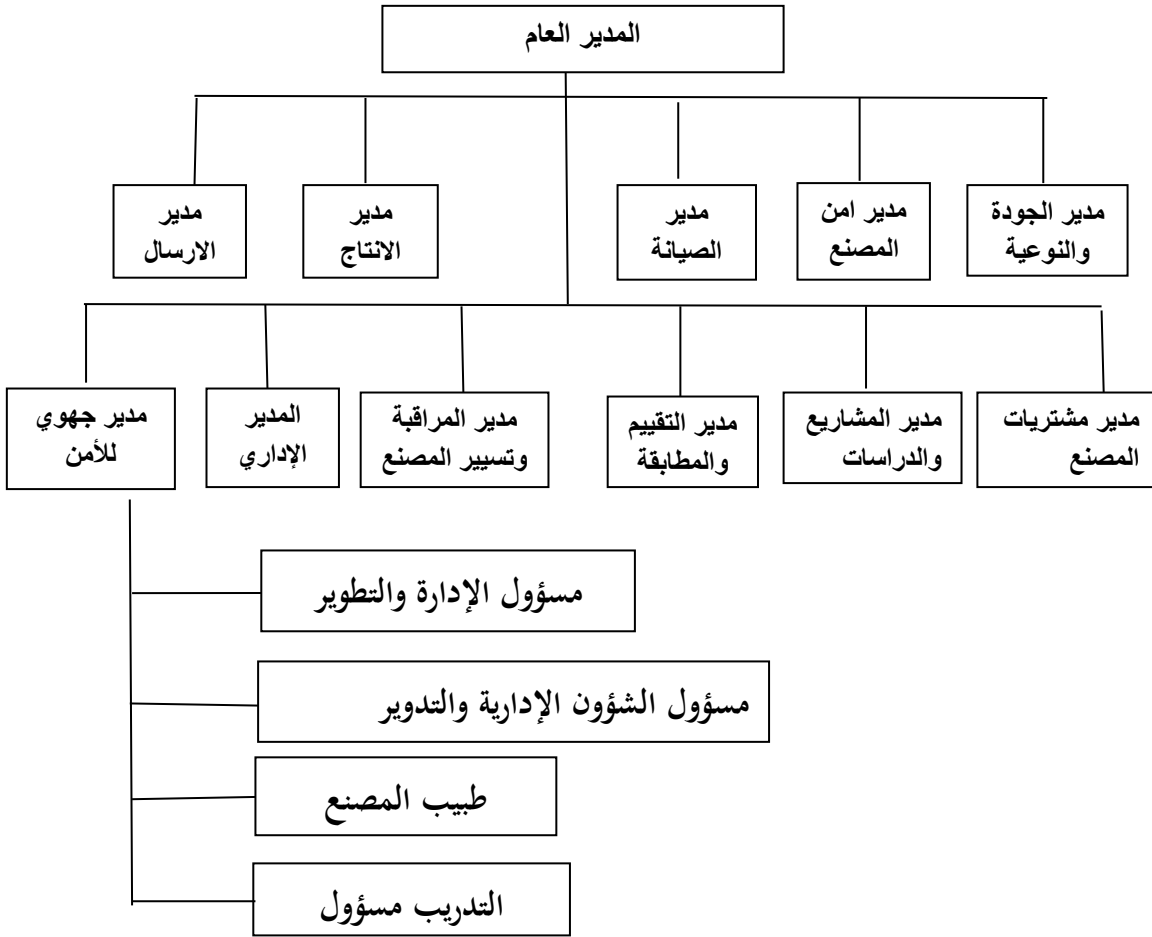 المدير العام
مدير الجودة
والنوعية
مدير امن
المصنع
مدير
الصيانة
مدير
الانتاج
مدير
الارسال
مدير مشتريات
المصنع
مدير المشاريع
والدراسات
مدير التقييم
والمطابقة
مدير المراقبة
وتسيير المصنع
المدير
الإداري
مدير جهوي
للأمن
مسؤول الإدارة والتطوير
مسؤول الشؤون الإدارية والتدوير
طبيب المصنع
التدريب مسؤول